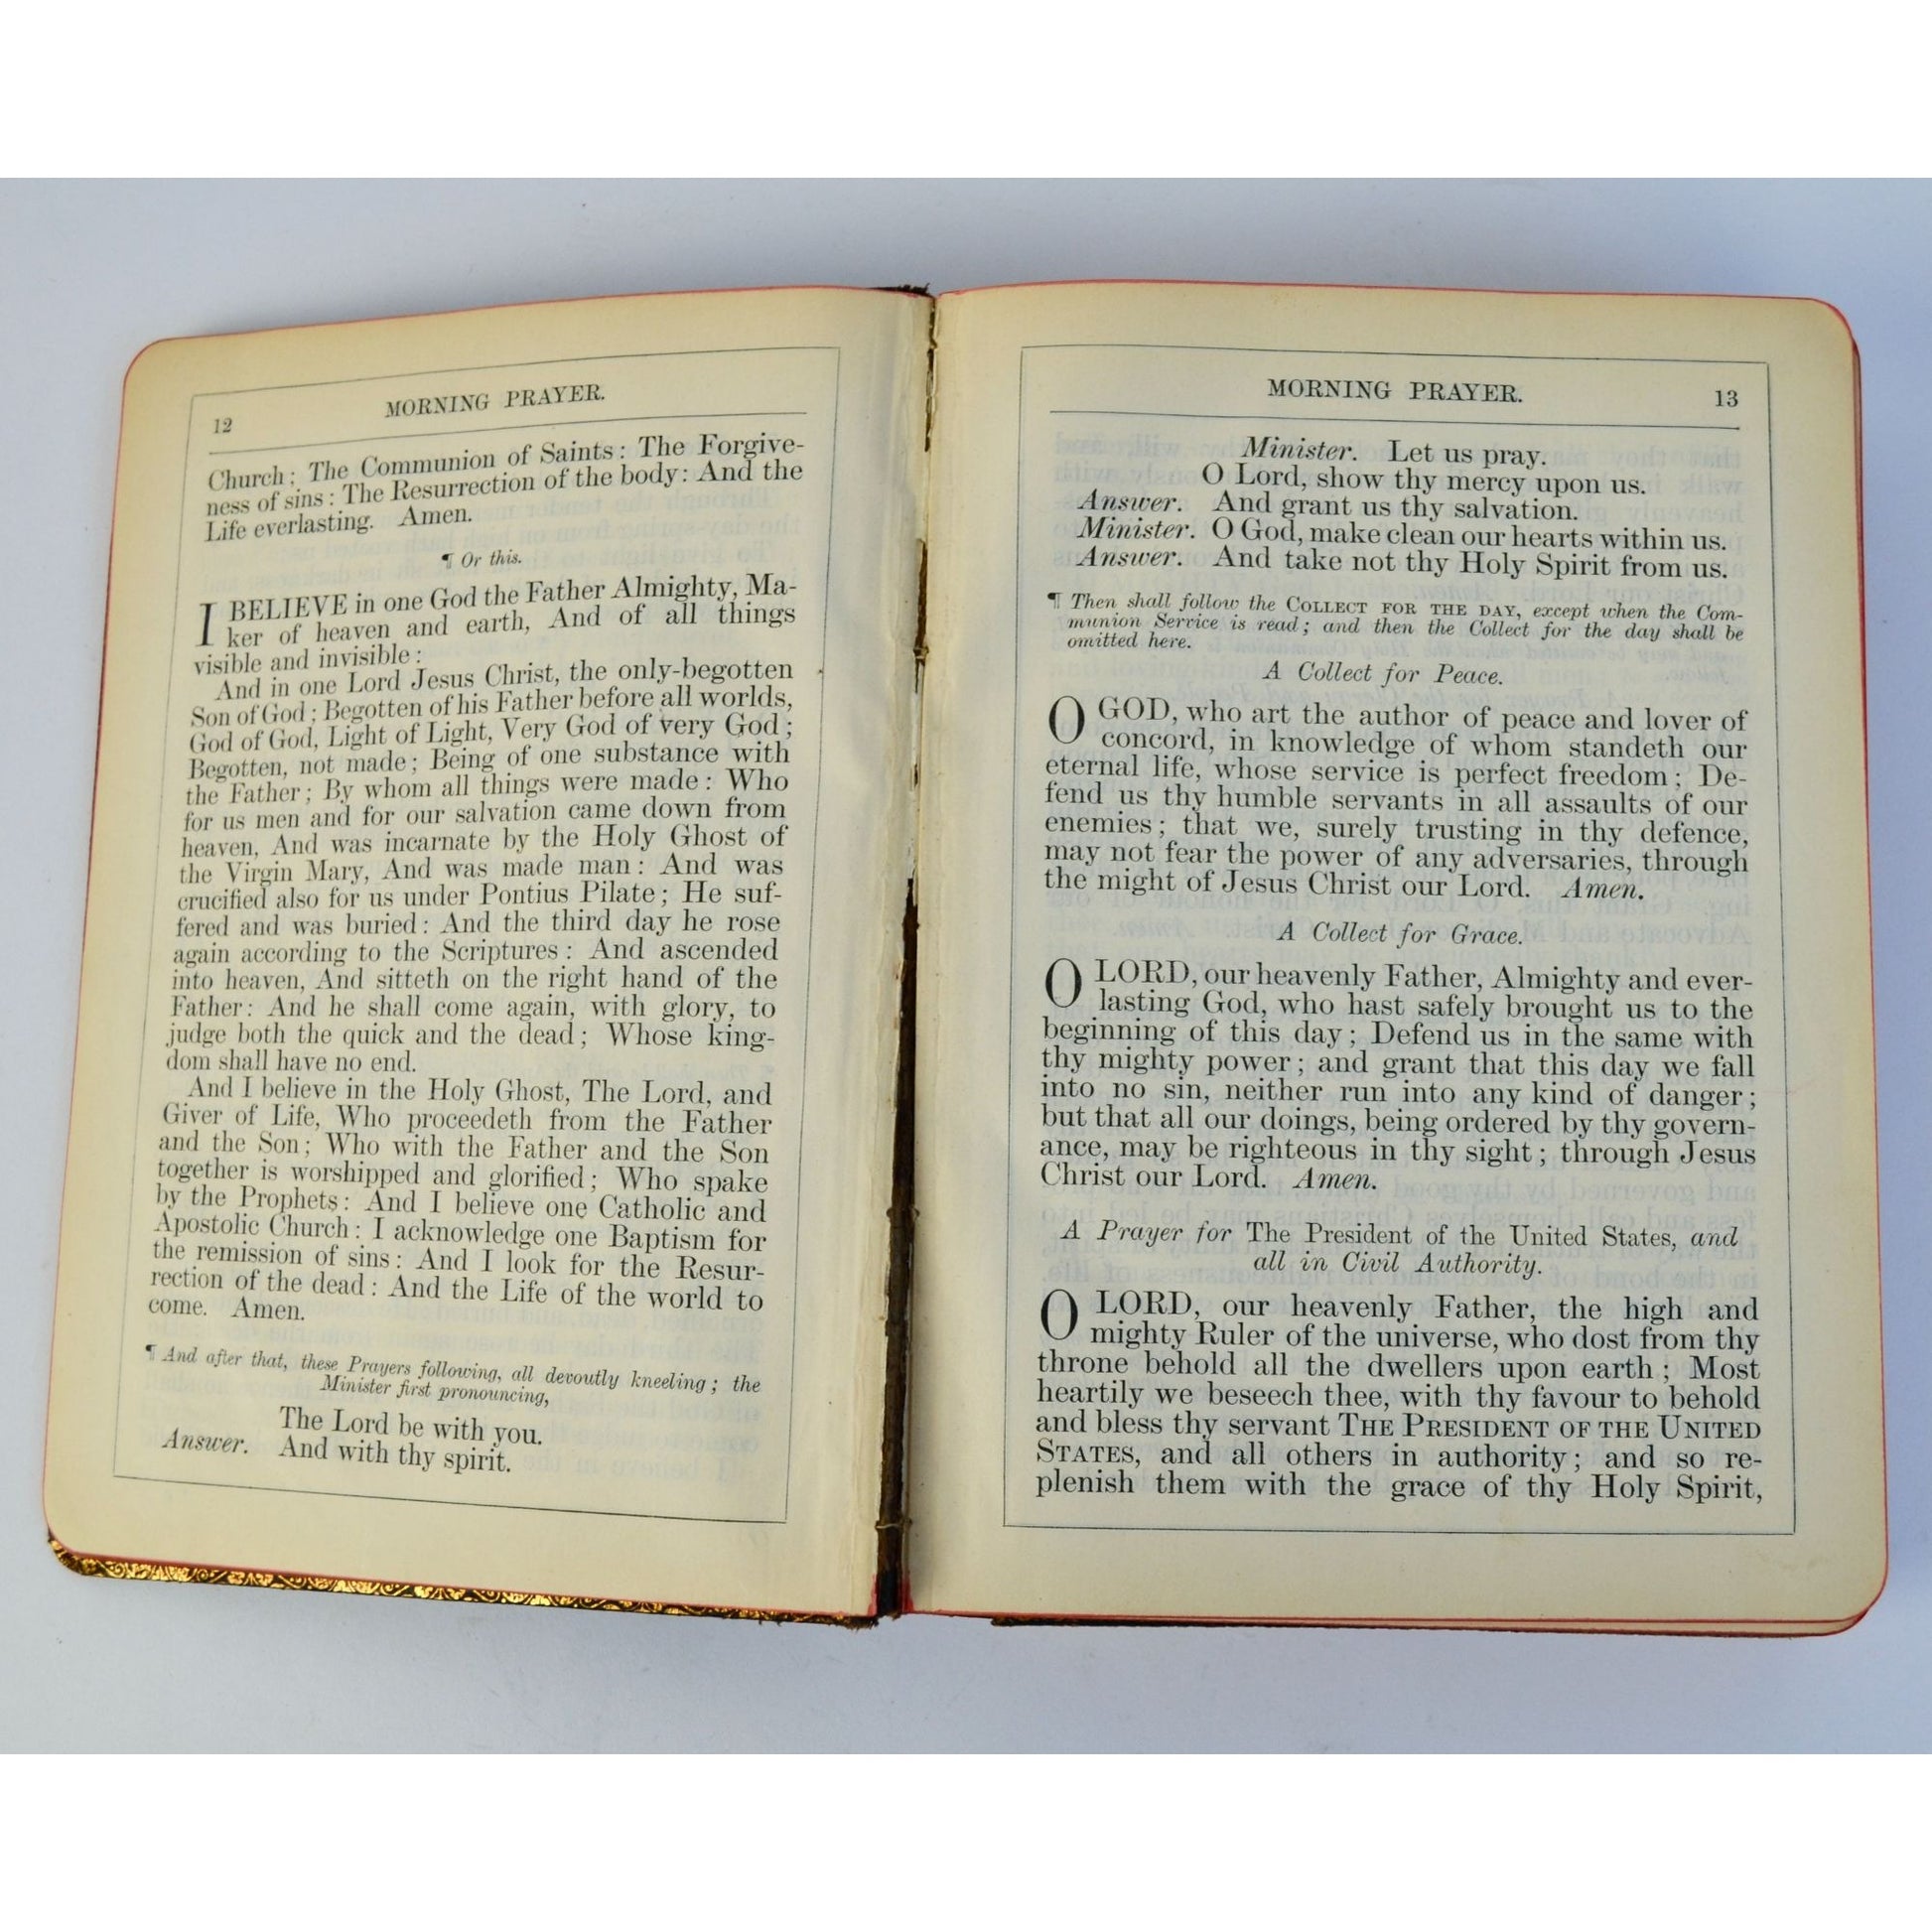 12
MORNING PRAYER.
Church: The Communion of Saints: The Forgive-
ness of sins: The Resurrection of the body: And the
Life everlasting. Amen.
¶ Or this.
I BELIEVE in one God the Father Almighty, Ma-
ker of heaven and earth, And of all things
visible and invisible:
And in one Lord Jesus Christ, the only-begotten
Son of God; Begotten of his Father before all worlds,
God of God, Light of Light, Very God of very God;
Begotten, not made; Being of one substance with
the Father; By whom all things were made: Who
for us men and for our salvation came down from
heaven, And was incarnate by the Holy Ghost of
the Virgin Mary, And was made man: And was
crucified also for us under Pontius Pilate; He suf-
fered and was buried: And the third day he rose
again according to the Scriptures: And ascended
into heaven, And sitteth on the right hand of the
Father: And he shall come again, with glory, to
judge both the quick and the dead; Whose king-
dom shall have no end.
And I believe in the Holy Ghost, The Lord, and
Giver of Life, Who proceedeth from the Father
and the Son; Who with the Father and the Son
together is worshipped and glorified; Who spake
by the Prophets: And I believe one Catholic and
Apostolic Church: I acknowledge one Baptism for
the remission of sins: And I look for the Resur-
rection of the dead: And the Life of the world to
come. Amen.
¶ And after that, these Prayers following, all devoutly kneeling; the
Minister first pronouncing,
The Lord be with you.
Answer. And with thy spirit.
MORNING PRAYER.
13
Minister. Let us pray.
O Lord, show thy mercy upon us.
Answer. And grant us thy salvation.
Minister. O God, make clean our hearts within us.
Answer. And take not thy Holy Spirit from us.
¶ Then shall follow the COLLECT FOR THE DAY, except when the Com-
munion Service is read; and then the Collect for the day shall be
omitted here.
A Collect for Peace.
O GOD, who art the author of peace and lover of
concord, in knowledge of whom standeth our
eternal life, whose service is perfect freedom; De-
fend us thy humble servants in all assaults of our
enemies; that we, surely trusting in thy defence,
may not fear the power of any adversaries, through
the might of Jesus Christ our Lord. Amen.
A Collect for Grace.
O LORD, our heavenly Father, Almighty and ever-
lasting God, who hast safely brought us to the
beginning of this day; Defend us in the same with
thy mighty power; and grant that this day we fall
into no sin, neither run into any kind of danger;
but that all our doings, being ordered by thy govern-
ance, may be righteous in thy sight; through Jesus
Christ our Lord. Amen.
A Prayer for The President of the United States, and
all in Civil Authority.
O LORD, our heavenly Father, the high and
mighty Ruler of the universe, who dost from thy
throne behold all the dwellers upon earth; Most
heartily we beseech thee, with thy favour to behold
and bless thy servant THE PRESIDENT OF THE UNITED
STATES, and all others in authority; and so re-
plenish them with the grace of thy Holy Spirit,